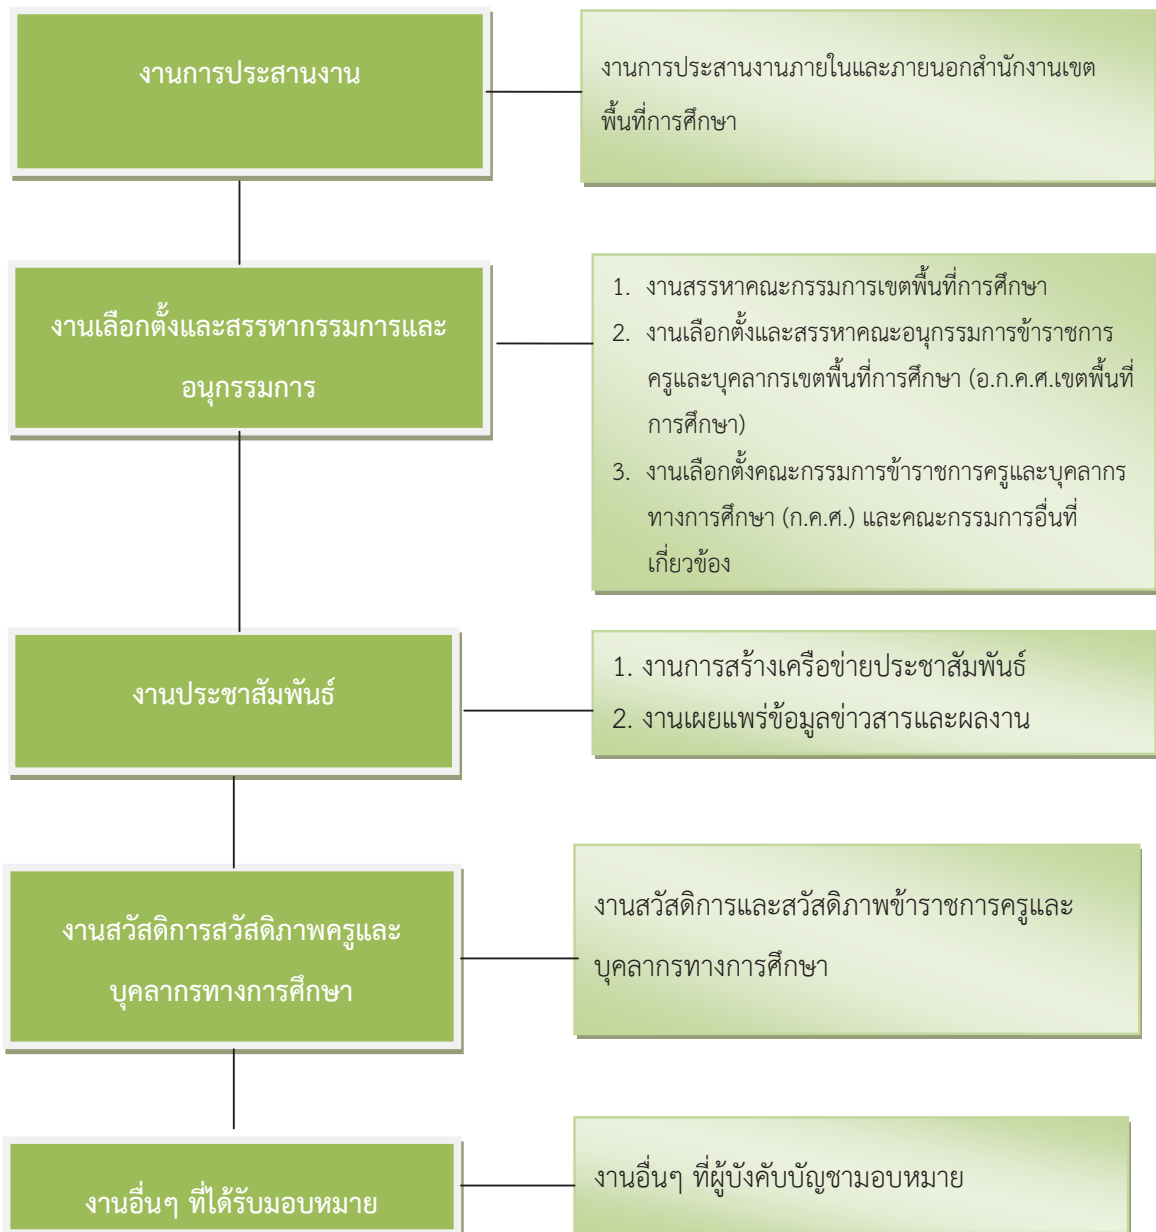 งานการประสานงาน
งานการประสานงานภายในและภายนอกสำนักงานเขต
พื้นที่การศึกษา
งานเลือกตั้งและสรรหากรรมการและ
อนุกรรมการ
1. งานสรรหาคณะกรรมการเขตพื้นที่การศึกษา
2. งานเลือกตั้งและสรรหาคณะอนุกรรมการข้าราชการ
ครูและบุคลากรเขตพื้นที่การศึกษา (อ.ก.ค.ศ.เขตพื้นที่
การศึกษา)
3. งานเลือกตั้งคณะกรรมการข้าราชการครูและบุคลากร
ทางการศึกษา (ก.ค.ศ.) และคณะกรรมการอื่นที่
เกี่ยวข้อง
งานประชาสัมพันธ์
1. งานการสร้างเครือข่ายประชาสัมพันธ์
2. งานเผยแพร่ข้อมูลข่าวสารและผลงาน
งานสวัสดิการสวัสดิภาพครูและ
บุคลากรทางการศึกษา
งานสวัสดิการและสวัสดิภาพข้าราชการครูและ
บุคลากรทางการศึกษา
งานอื่นๆ ที่ได้รับมอบหมาย
งานอื่นๆ ที่ผู้บังคับบัญชามอบหมาย